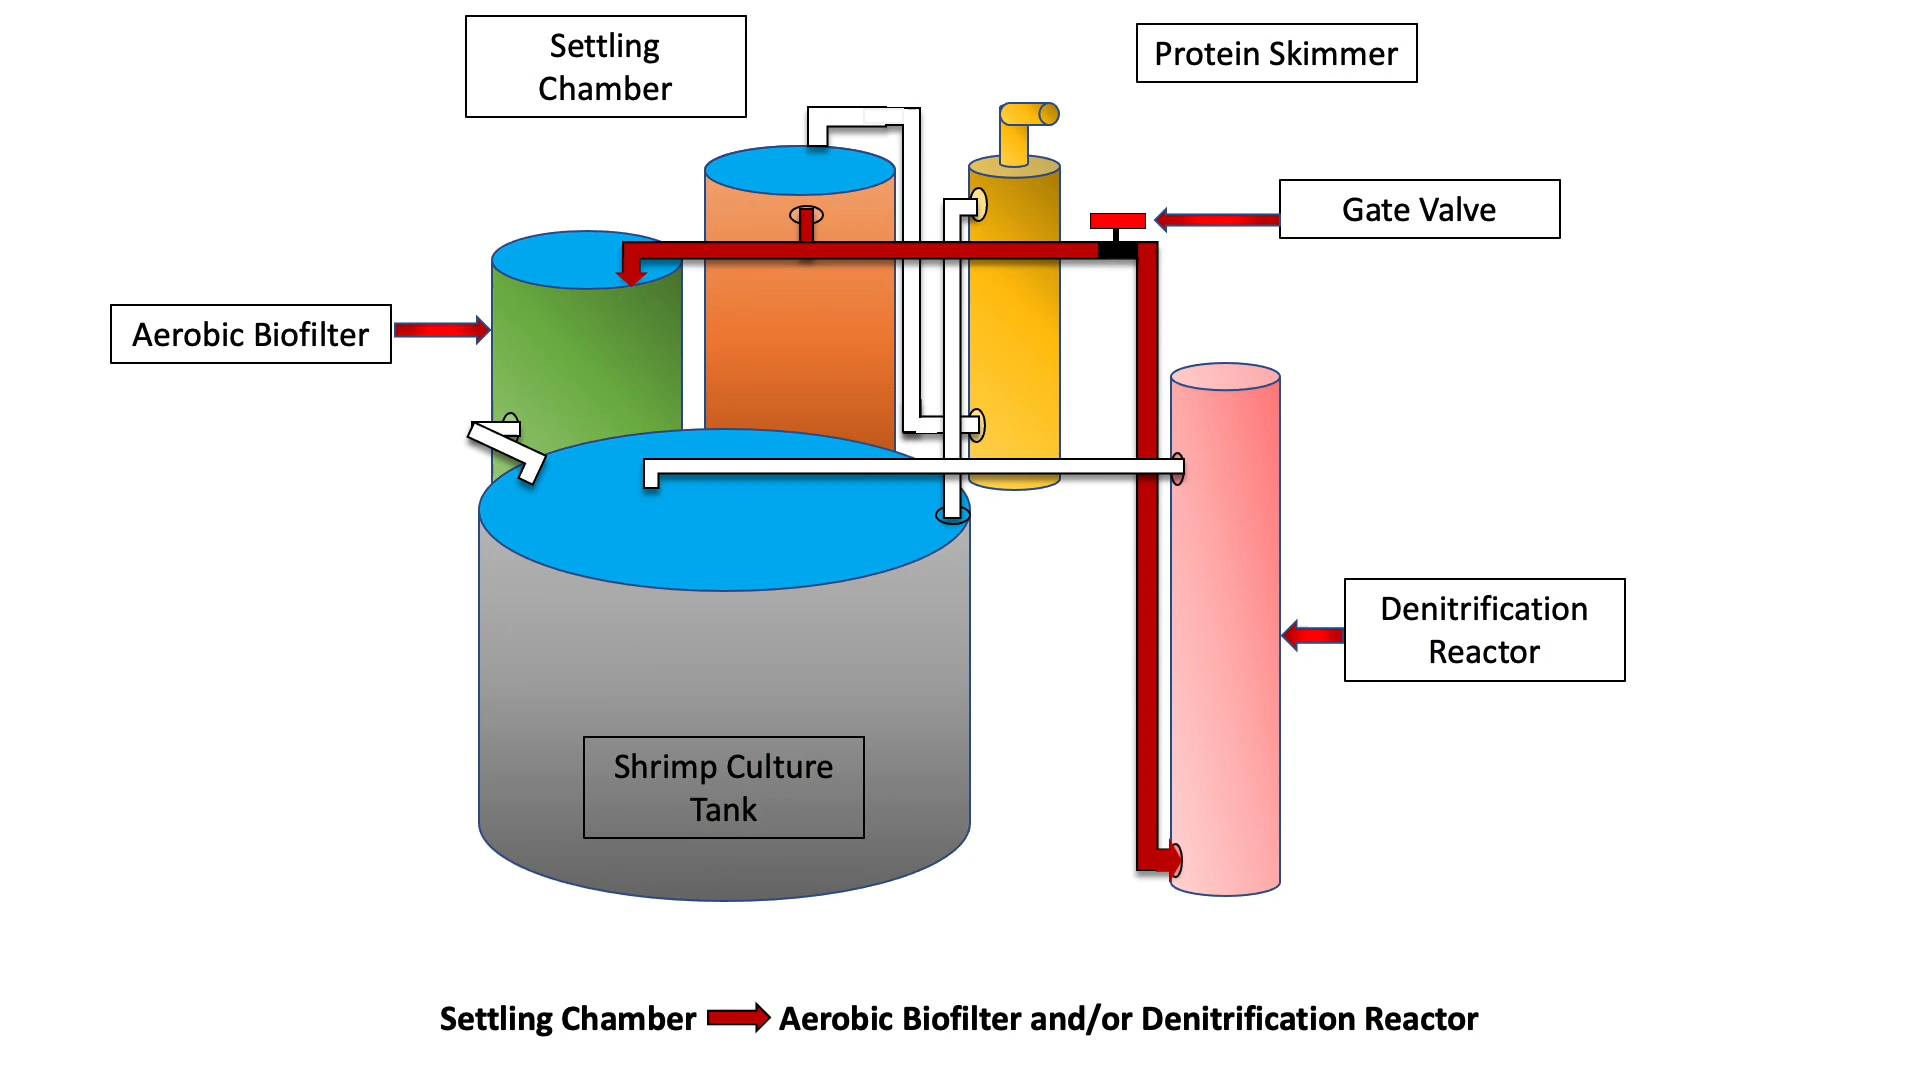 Settling
Chamber
Protein Skimmer
Gate Valve
Aerobic Biofilter
Denitrification
Reactor
Shrimp Culture
Tank
Settling Chamber Aerobic Biofilter and/or Denitrification Reactor